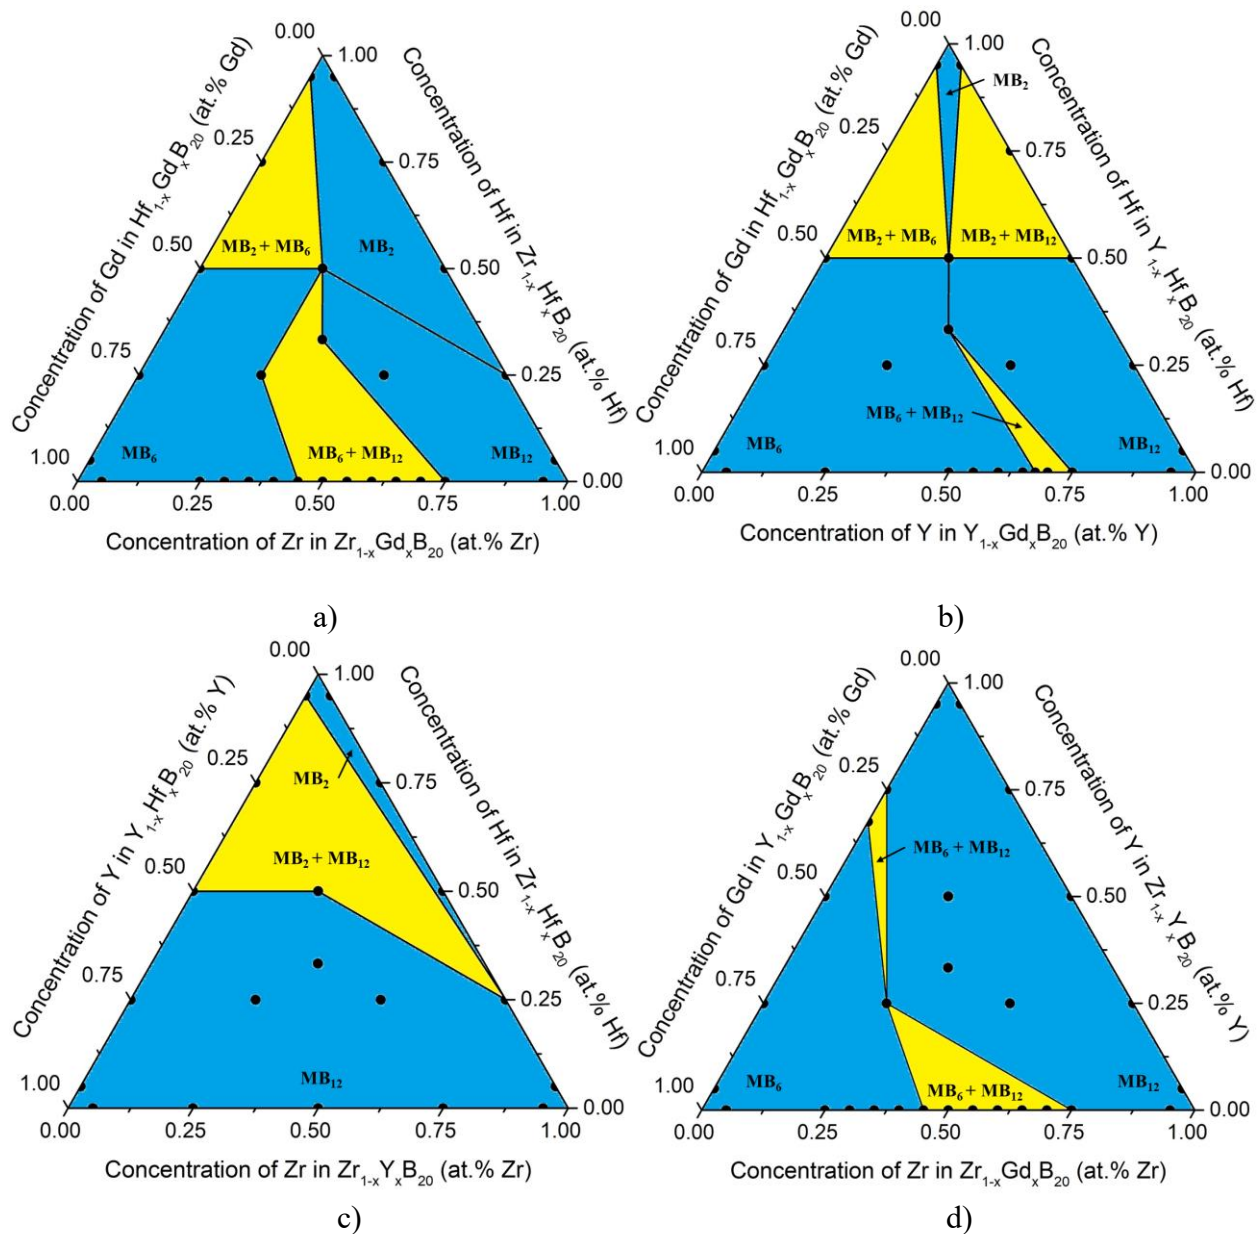 0.00
1.00
0.25
0.75
0.50
0.50
0.75
0.25
1.00
0.00
0.00
0.25
0.50
0.75
1.00
Concentration of Gd in Hf₁₋ₓGdₓB₂₀ (at.% Gd)
Concentration of Hf in Zr₁₋ₓHfₓB₂₀ (at.% Hf)
MB₂ + MB₆
MB₂
MB₆
MB₆ + MB₁₂
MB₁₂
Concentration of Zr in Zr₁₋ₓGdₓB₂₀ (at.% Zr)
a)
0.00
1.00
0.25
0.75
0.50
0.50
0.75
0.25
1.00
0.00
0.00
0.25
0.50
0.75
1.00
Concentration of Gd in Hf₁₋ₓGdₓB₂₀ (at.% Gd)
Concentration of Hf in Y₁₋ₓHfₓB₂₀ (at.% Hf)
MB₂
MB₂ + MB₆
MB₂ + MB₁₂
MB₆ + MB₁₂
MB₆
MB₁₂
Concentration of Y in Y₁₋ₓGdₓB₂₀ (at.% Y)
b)
0.00
1.00
0.25
0.75
0.50
0.50
0.75
0.25
1.00
0.00
0.00
0.25
0.50
0.75
1.00
Concentration of Y in Y₁₋ₓHfₓB₂₀ (at.% Y)
Concentration of Hf in Zr₁₋ₓHfₓB₂₀ (at.% Hf)
MB₂
MB₂ + MB₁₂
MB₁₂
Concentration of Zr in Zr₁₋ₓYₓB₂₀ (at.% Zr)
c)
0.00
1.00
0.25
0.75
0.50
0.50
0.75
0.25
1.00
0.00
0.00
0.25
0.50
0.75
1.00
Concentration of Gd in Y₁₋ₓGdₓB₂₀ (at.% Gd)
Concentration of Y in Zr₁₋ₓYₓB₂₀ (at.% Y)
MB₆ + MB₁₂
MB₆
MB₆ + MB₁₂
MB₁₂
Concentration of Zr in Zr₁₋ₓGdₓB₂₀ (at.% Zr)
d)